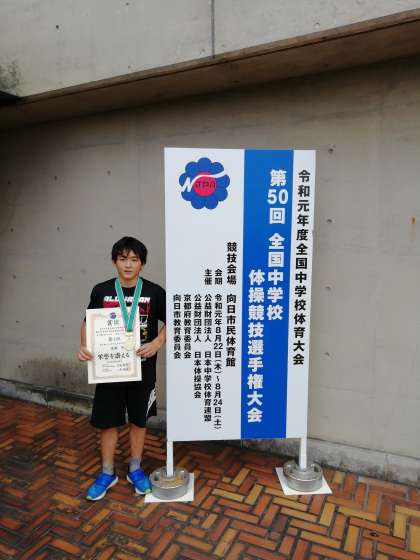 令和元年度全国中学校体育大会
第50回 全国中学校
体操競技選手権大会
競技会場 向日市民体育館
会期 令和元年8月22日(木)~8月24日(土)
主催 公益財団法人 日本中学校体育連盟
公益財団法人 日本体操協会
京都府教育委員会
向日市教育委員会
賞状
栄誉を讃える